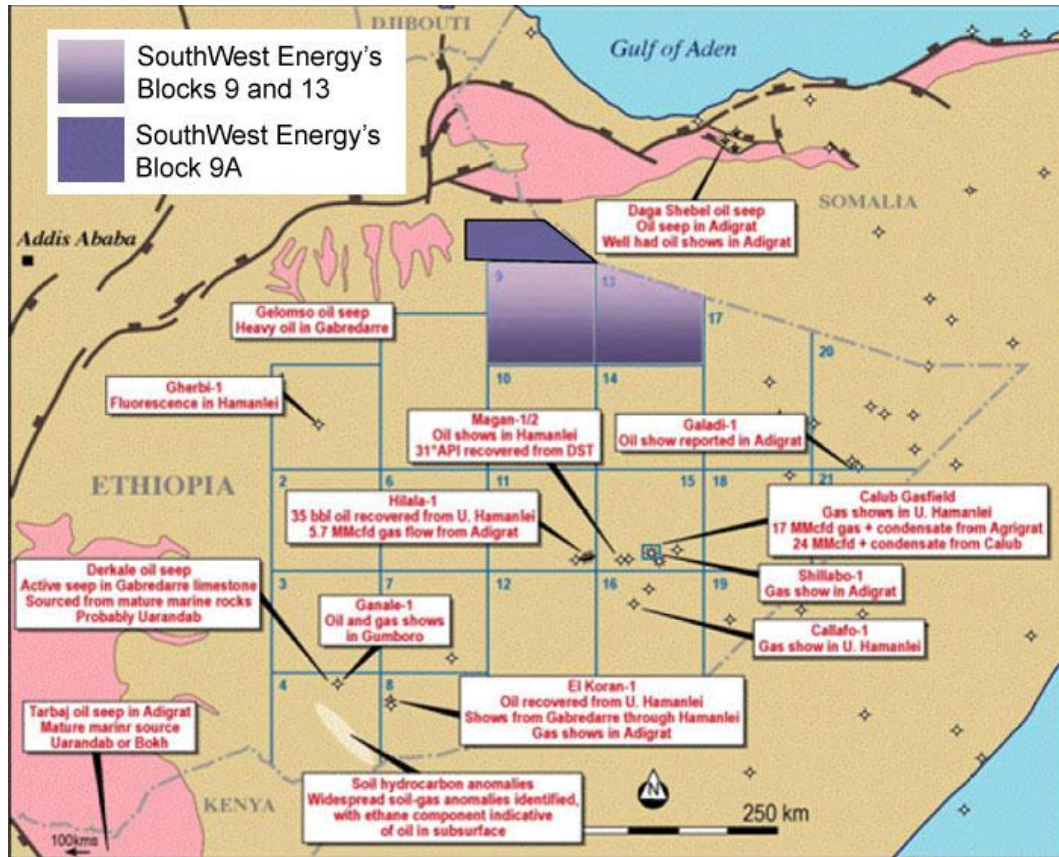 DJIBOUTI
Gulf of Aden
SouthWest Energy's
Blocks 9 and 13
SouthWest Energy's
Block 9A
SOMALIA
Daga Shebel oil seep
Oil seep in Adigrat
Well had oil shows in Adigrat
Addis Ababa
9
13
17
Gelomso oil seep
Heavy oil in Gabredarre
20
10
14
Gherbi-1
Fluorescence in Hamanlei
Magan-1/2
Oil shows in Hamanlei
31°API recovered from DST
Galadi-1
Oil show reported in Adigrat
ETHIOPIA
2
6
11
15
18
21
Hilala-1
35 bbl oil recovered from U. Hamanlei
5.7 MMcfd gas flow from Adigrat
Calub Gasfield
Gas shows in U. Hamanlei
17 MMcfd gas + condensate from Agrigrat
24 MMcfd + condensate from Calub
Derkale oil seep
Active seep in Gabredarre limestone
Sourced from mature marine rocks
Probably Uarandab
3
7
12
16
19
Shillabo-1
Gas show in Adigrat
Ganale-1
Oil and gas shows
in Gumboro
Callafo-1
Gas show in U. Hamanlei
4
8
El Koran-1
Oil recovered from U. Hamanlei
Shows from Gabredarre through Hamanlei
Gas shows in Adigrat
Tarbaj oil seep in Adigrat
Mature marinr source
Uarandab or Bokh
Soil hydrocarbon anomalies
Widespread soil-gas anomalies identified,
with ethane component indicative
of oil in subsurface
KENYA
N
250 km
100kms